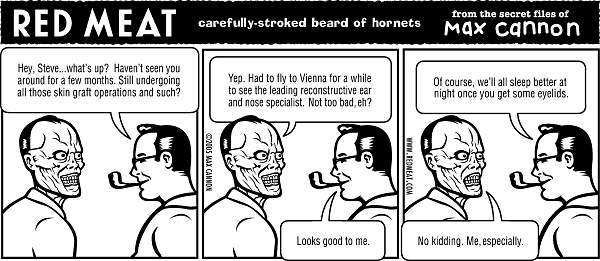 RED MEAT
carefully-stroked beard of hornets
from the secret files of
Max cannon
Hey, Steve...what's up? Haven't seen you
around for a few months. Still undergoing
all those skin graft operations and such?
©2005 MAX CANNON
Yep. Had to fly to Vienna for a while
to see the leading reconstructive ear
and nose specialist. Not too bad, eh?
Looks good to me.
WWW.REDMEAT.COM
Of course, we'll all sleep better at
night once you get some eyelids.
No kidding. Me, especially.